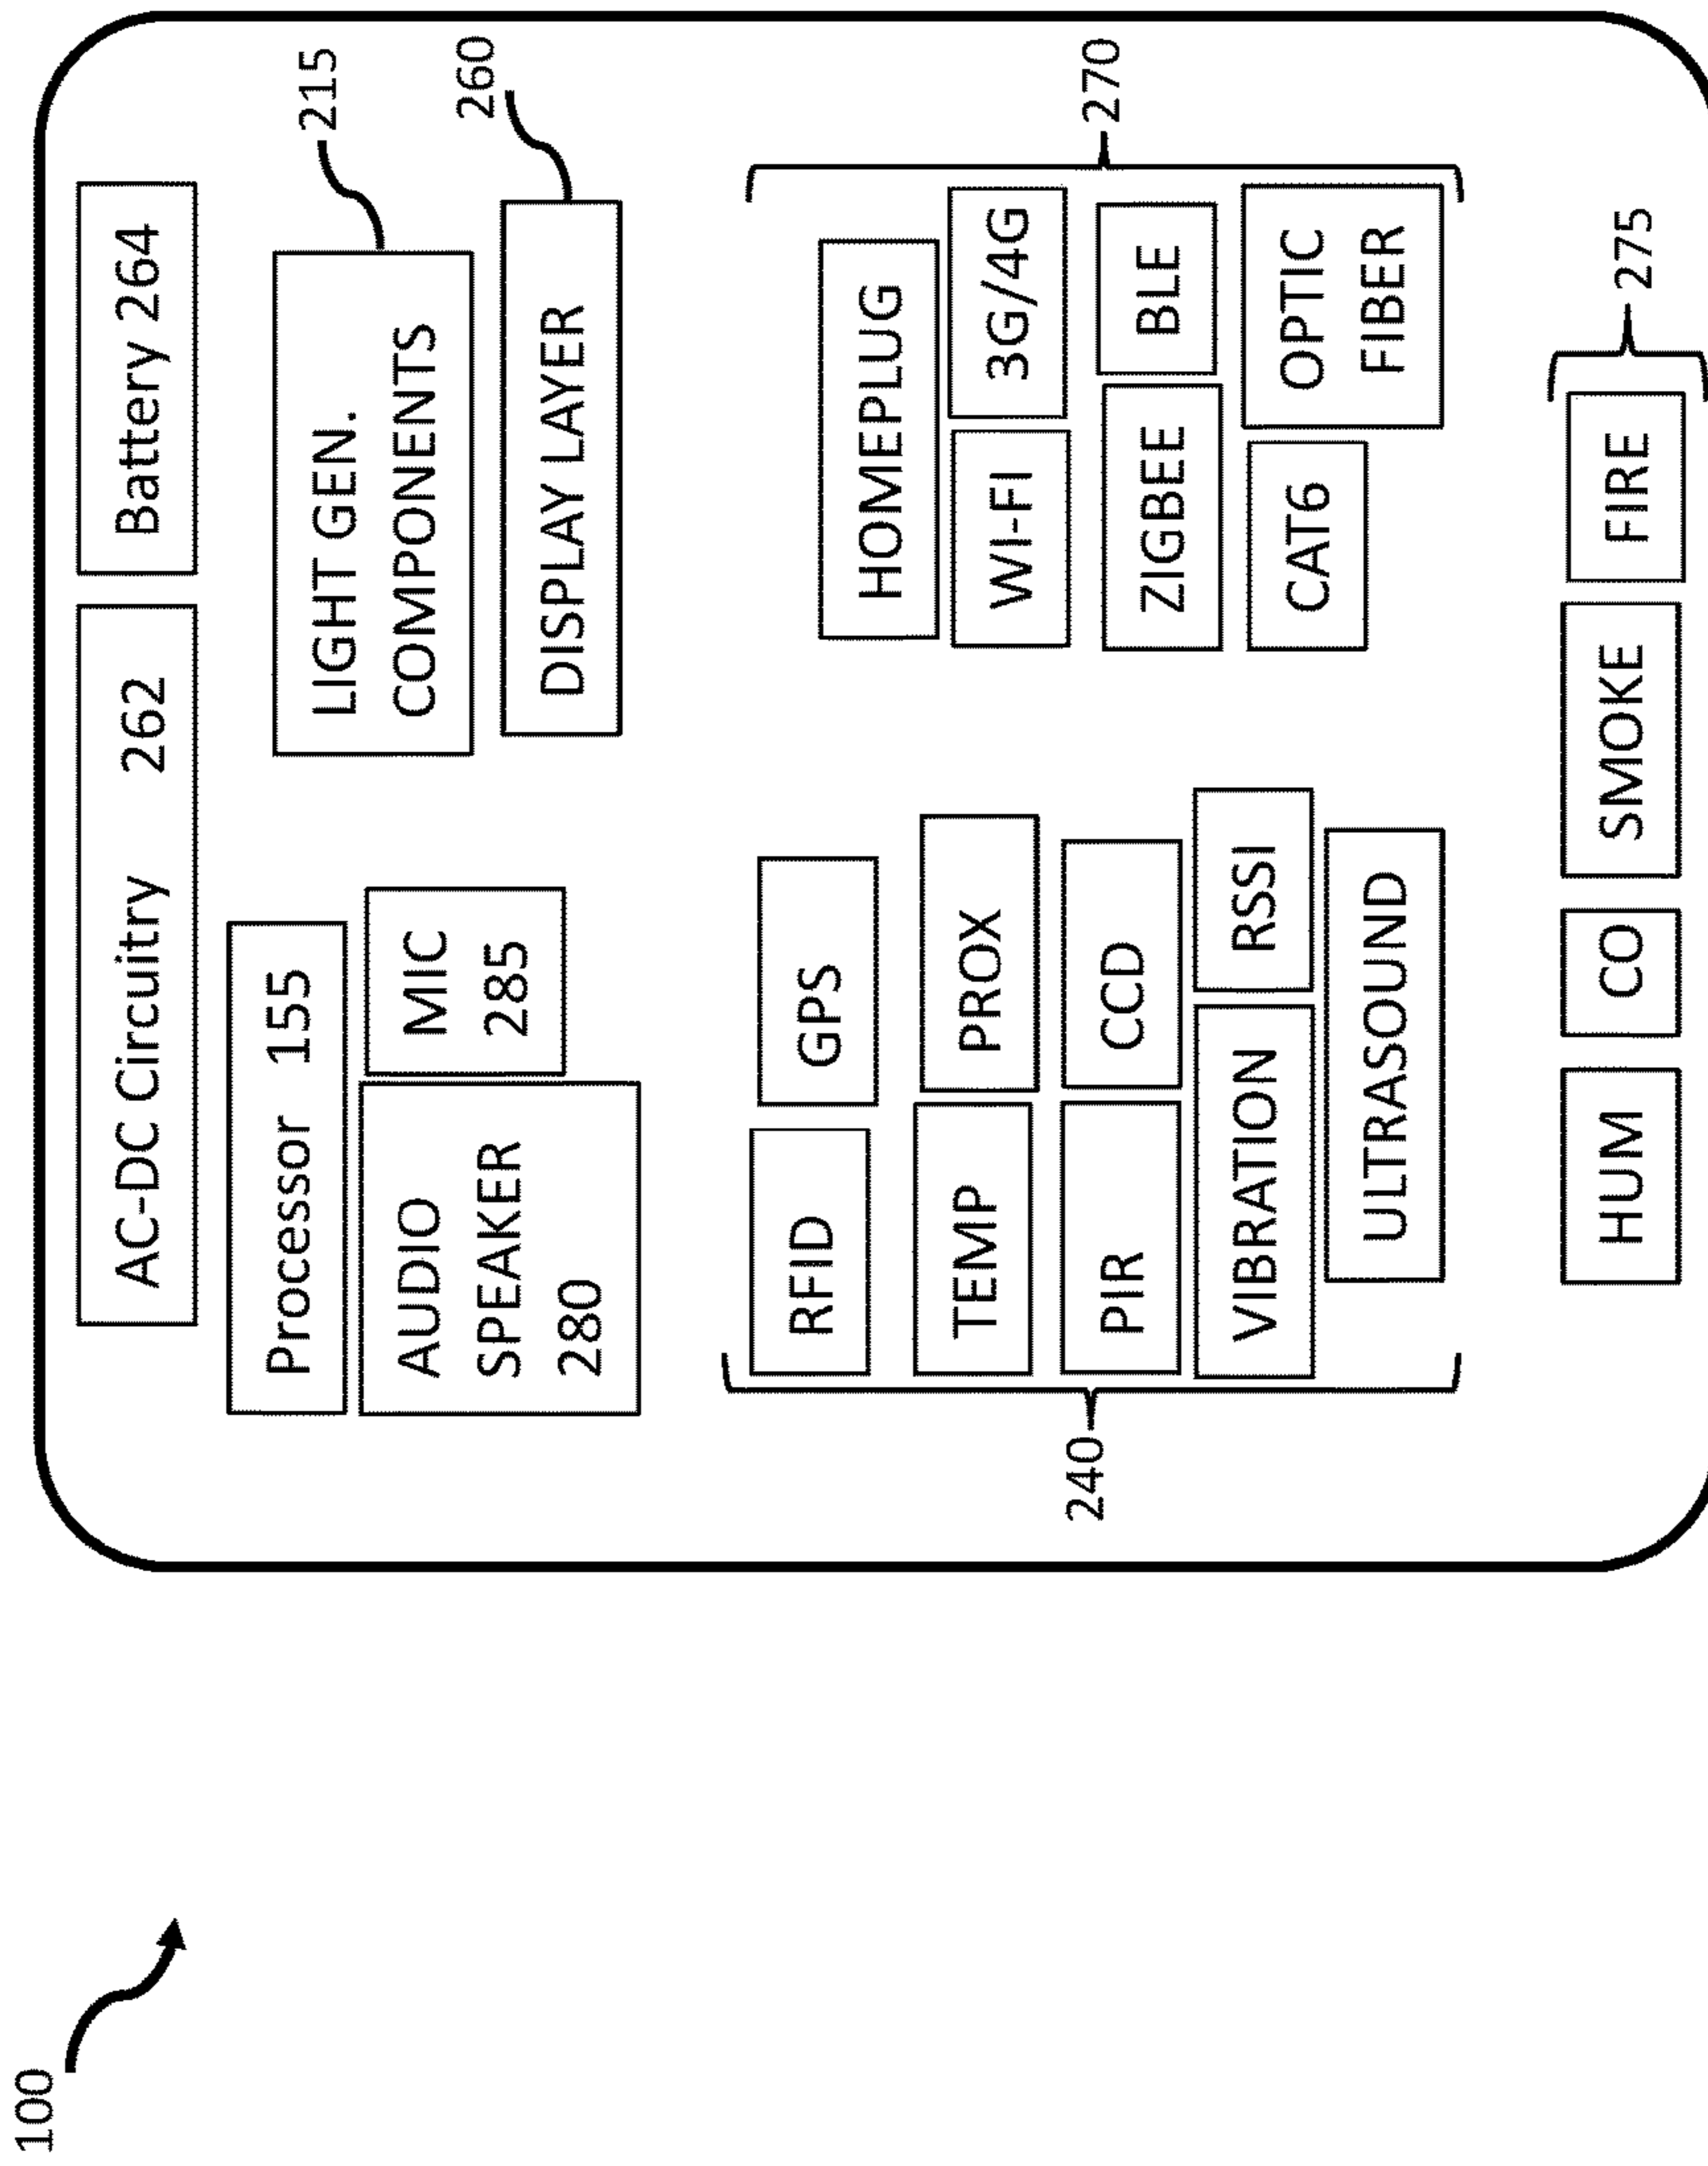 100
AC-DC Circuitry 262
Battery 264
Processor 155
LIGHT GEN.
COMPONENTS
215
AUDIO
SPEAKER
280
MIC
285
DISPLAY LAYER
260
240
RFID
GPS
TEMP
PROX
PIR
CCD
VIBRATION
RSSI
ULTRASOUND
HOMEPLUG
WI-FI
3G/4G
ZIGBEE
BLE
CAT6
OPTIC
FIBER
270
HUM
CO
SMOKE
FIRE
275